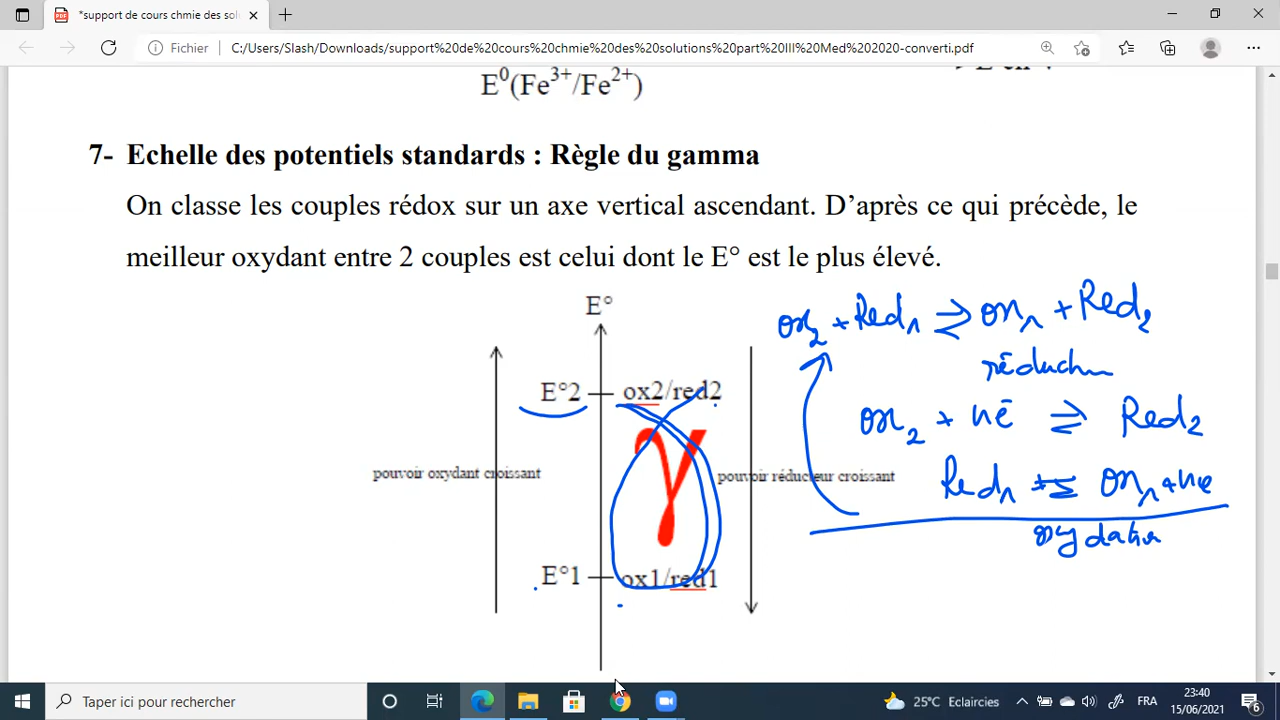 *support de cours chmie des sol
Fichier
C:/Users/Slash/Downloads/support%20de%20cours%20chmie%20des%20solutions%20part%20III%20Med%202020-converti.pdf
E⁰(Fe³⁺/Fe²⁺)
7- Echelle des potentiels standards : Règle du gamma
On classe les couples rédox sur un axe vertical ascendant. D’après ce qui précède, le
meilleur oxydant entre 2 couples est celui dont le E° est le plus élevé.
E°
ox₂ + Red₁ ⇌ ox₁ + Red₂
réduction
E°2 ox2/red2
ox₂ + nē ⇌ Red₂
γ
pouvoir oxydant croissant
pouvoir réducteur croissant
Red₁ ⇌ ox₁ + nē
oxydation
E°1 ox1/red1
Taper ici pour rechercher
25°C Eclaircies
FRA
23:40
15/06/2021
6